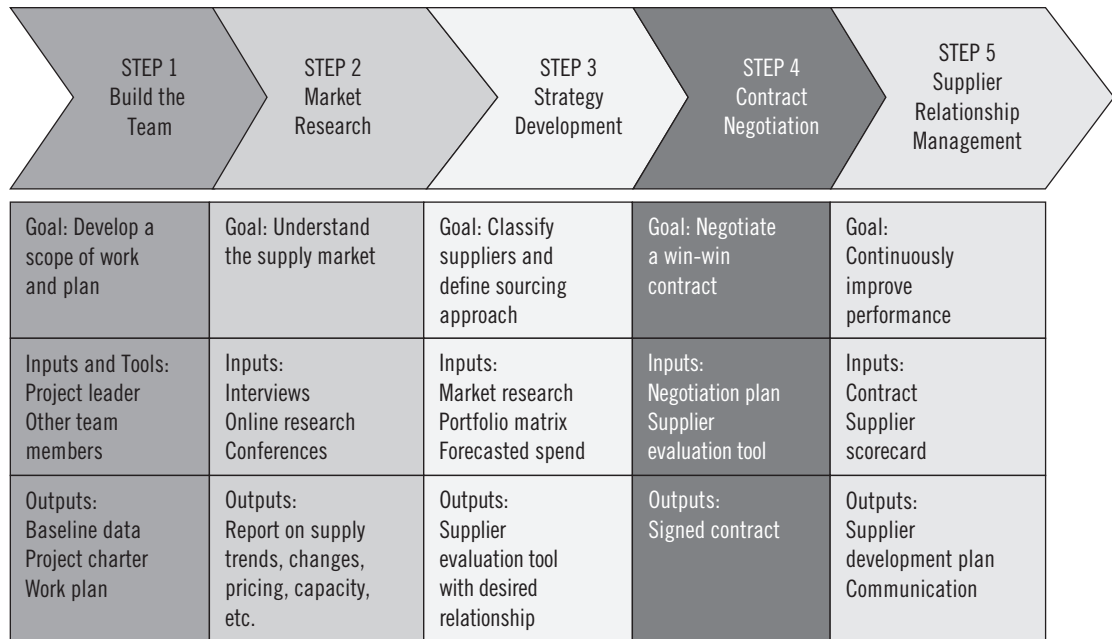 STEP 1
Build the
Team
STEP 2
Market
Research
STEP 3
Strategy
Development
STEP 4
Contract
Negotiation
STEP 5
Supplier
Relationship
Management
Goal: Develop a
scope of work
and plan
Goal: Understand
the supply market
Goal: Classify
suppliers and
define sourcing
approach
Goal: Negotiate
a win-win
contract
Goal:
Continuously
improve
performance
Inputs and Tools:
Project leader
Other team
members
Inputs:
Interviews
Online research
Conferences
Inputs:
Market research
Portfolio matrix
Forecasted spend
Inputs:
Negotiation plan
Supplier
evaluation tool
Inputs:
Contract
Supplier
scorecard
Outputs:
Baseline data
Project charter
Work plan
Outputs:
Report on supply
trends, changes,
pricing, capacity,
etc.
Outputs:
Supplier
evaluation tool
with desired
relationship
Outputs:
Signed contract
Outputs:
Supplier
development plan
Communication